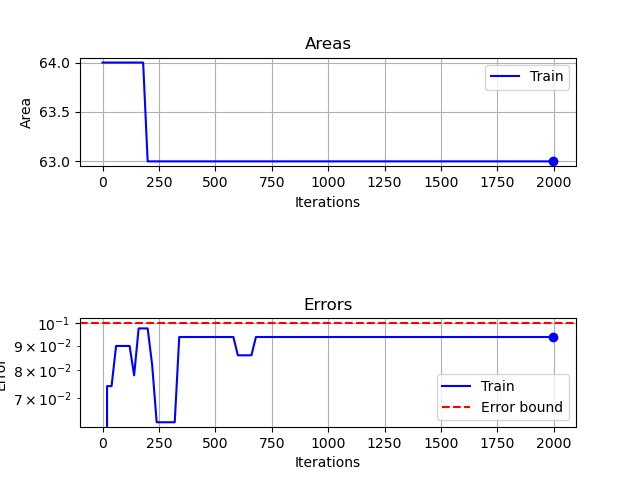 Areas
64.0
63.5
63.0
Area
Train
0 250 500 750 1000 1250 1500 1750 2000
Iterations
Errors
10⁻¹
9 × 10⁻²
8 × 10⁻²
7 × 10⁻²
Error
Train
Error bound
0 250 500 750 1000 1250 1500 1750 2000
Iterations